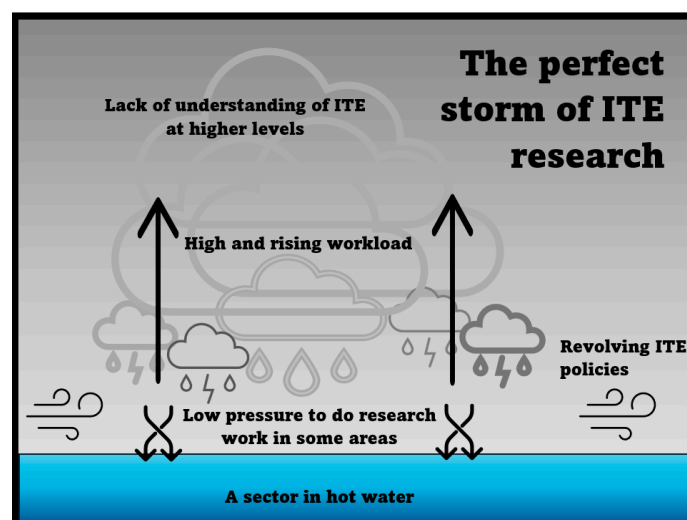 The perfect
storm of ITE
research
Lack of understanding of ITE
at higher levels
High and rising workload
Revolving ITE
policies
Low pressure to do research
work in some areas
A sector in hot water